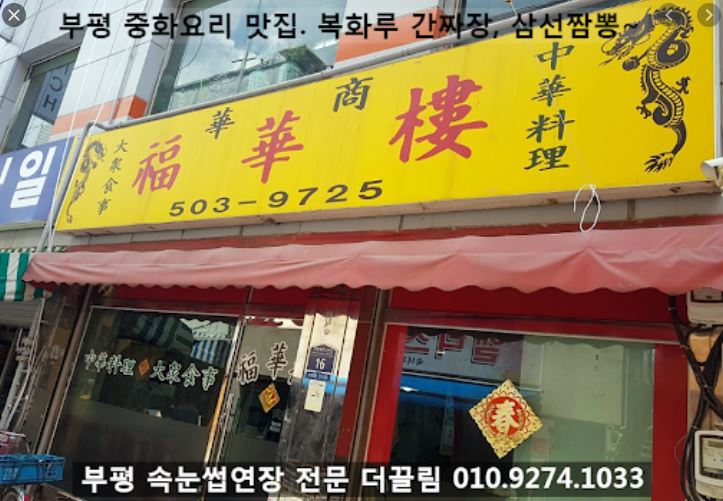 부평 중화요리 맛집. 복화루 간짜장, 삼선짬뽕~
華商
大衆食事
福華樓
中華料理
503-9725
일
中華料理 大衆食事
福華
16
春
부평 속눈썹연장 전문 더끌림 010.9274.1033